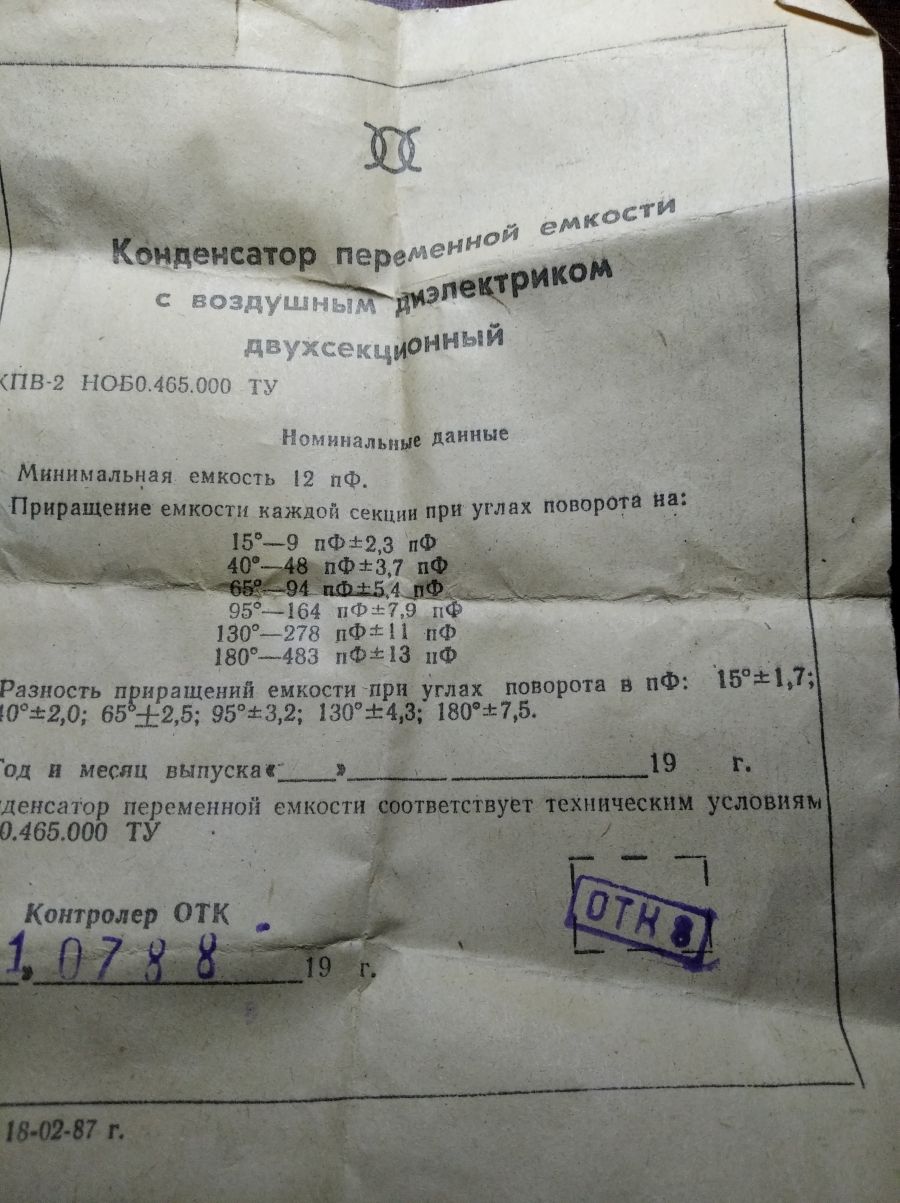 Конденсатор переменной емкости
с воздушным диэлектриком
двухсекционный
КПВ-2 НОБ0.465.000 ТУ
Номинальные данные
Минимальная емкость 12 пФ.
Приращение емкости каждой секции при углах поворота на:
15°—9 пФ±2,3 пФ
40°—48 пФ±3,7 пФ
65°—94 пФ±5,4 пФ
95°—164 пФ±7,9 пФ
130°—278 пФ±11 пФ
180°—483 пФ±13 пФ
Разность приращений емкости при углах поворота в пФ: 15°±1,7;
40°±2,0; 65°±2,5; 95°±3,2; 130°±4,3; 180°±7,5.
Год и месяц выпуска «____»____________ 19 г.
нденсатор переменной емкости соответствует техническим условиям
0.465.000 ТУ
Контролер ОТК
ОТК 8
1» 0788 19 г.
18-02-87 г.